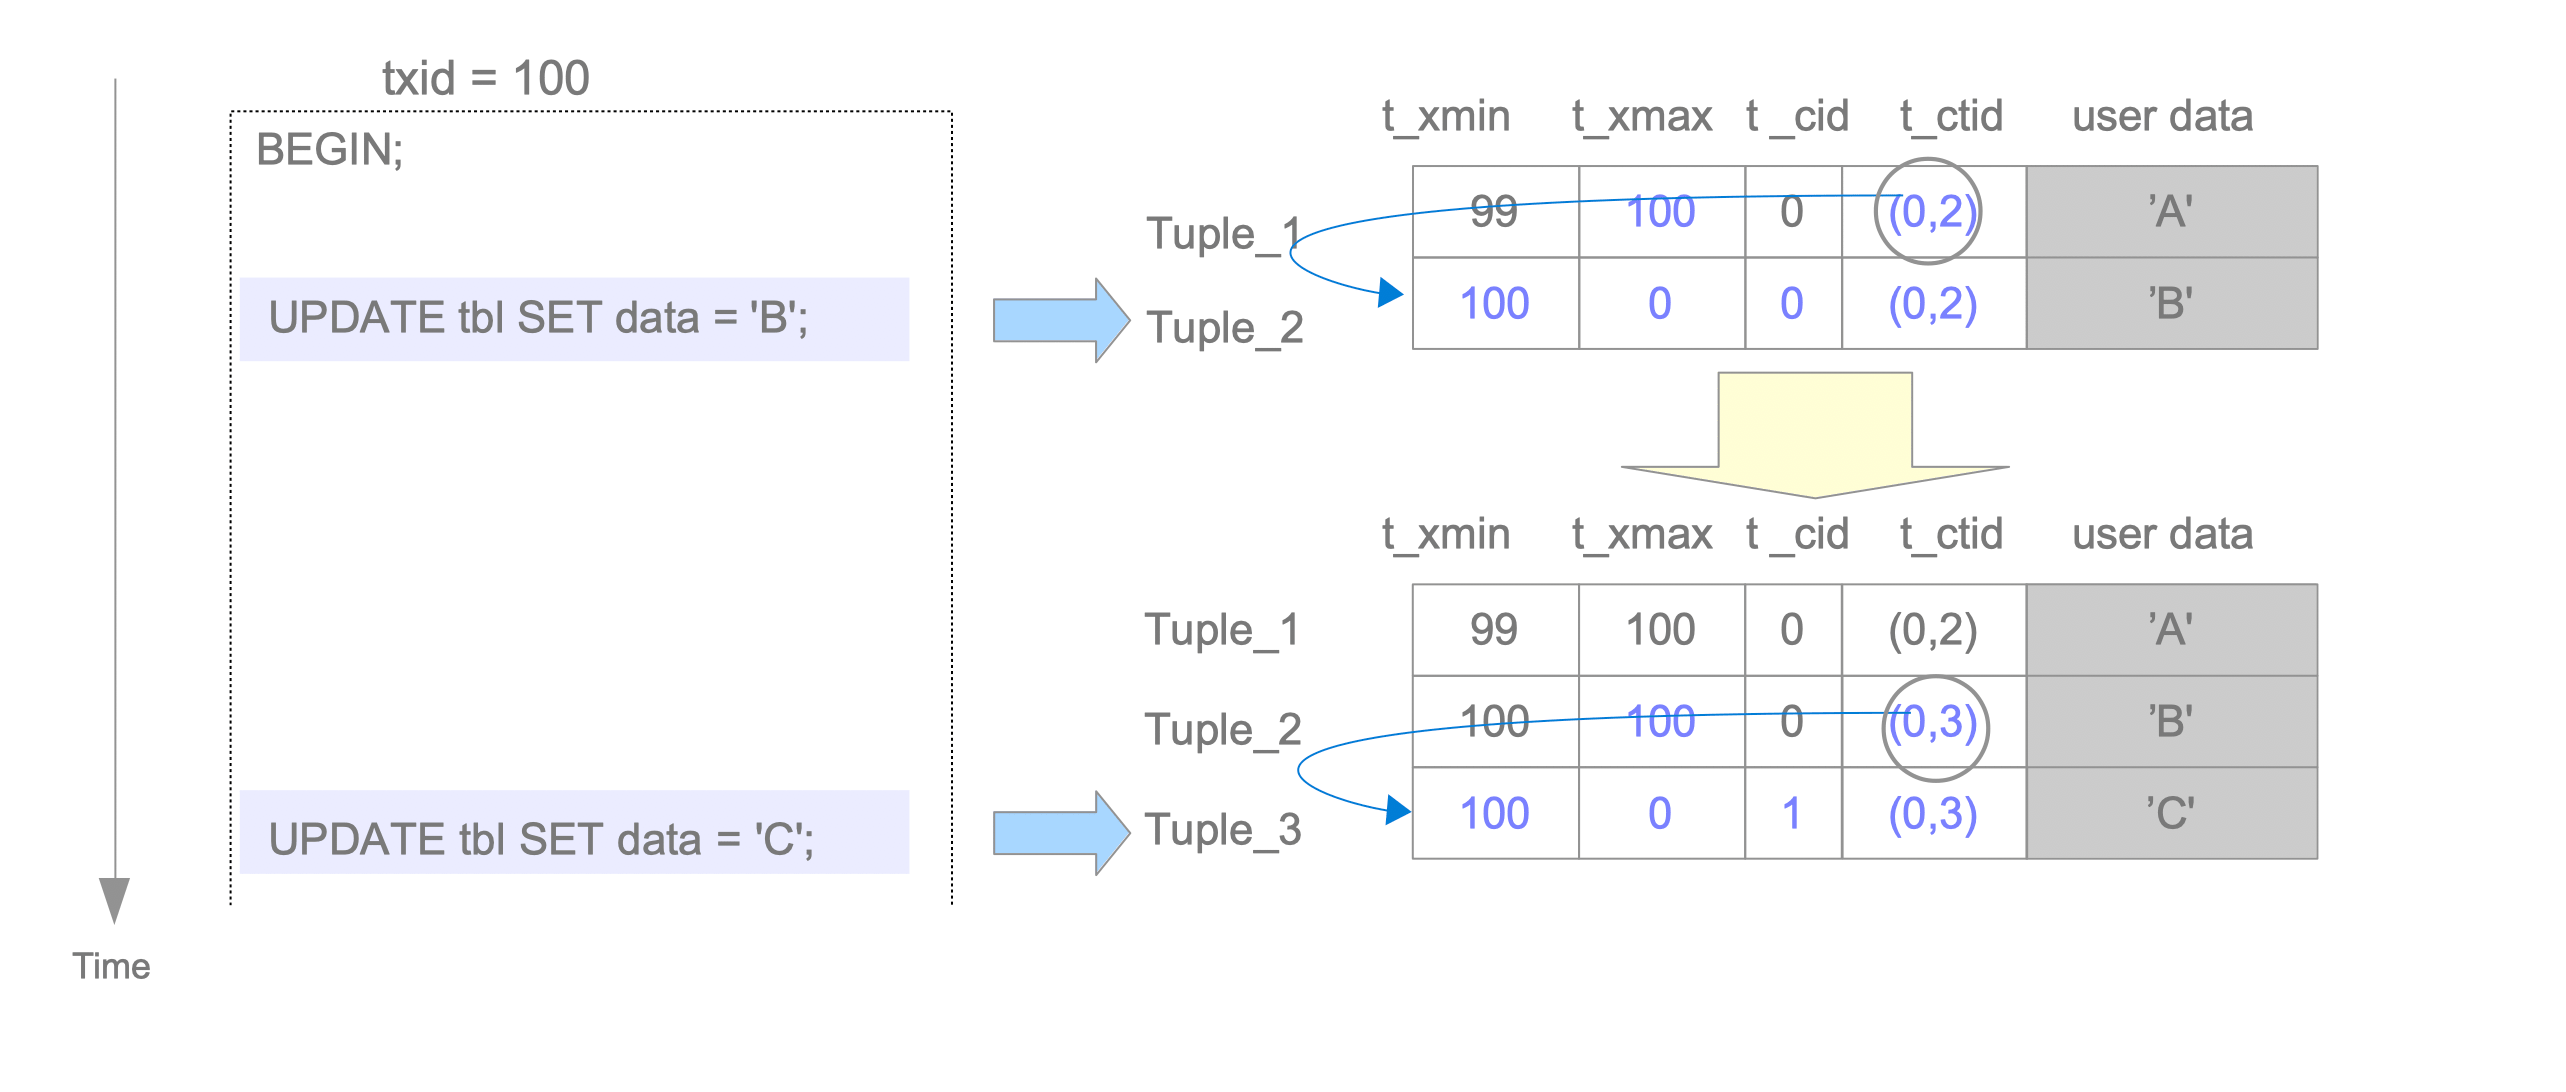 txid = 100
BEGIN;
UPDATE tbl SET data = 'B';
UPDATE tbl SET data = 'C';
Time
t_xmin t_xmax t _cid t_ctid user data
Tuple_1 99 100 0 (0,2) ’A'
Tuple_2 100 0 0 (0,2) ’B'
t_xmin t_xmax t _cid t_ctid user data
Tuple_1 99 100 0 (0,2) ’A'
Tuple_2 100 100 0 (0,3) ’B'
Tuple_3 100 0 1 (0,3) ’C'